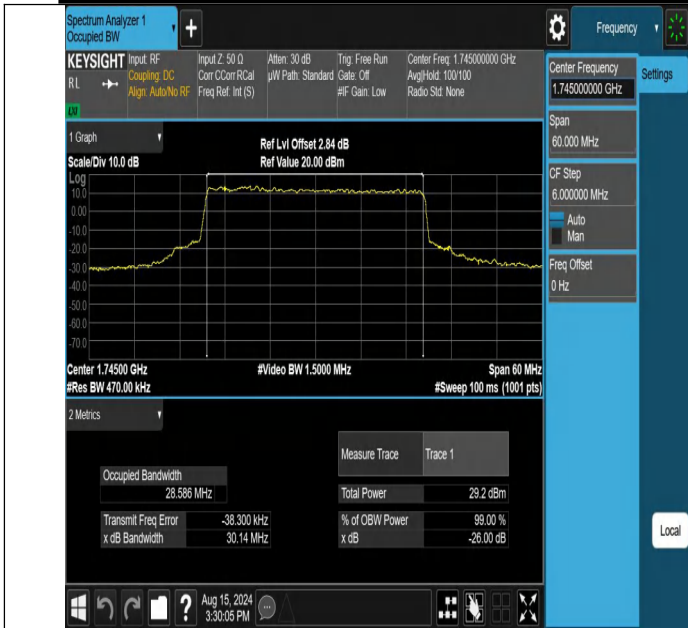 Spectrum Analyzer 1
Occupied BW
Frequency
KEYSIGHT
Input: RF
Input Z: 50 Ω
Atten: 30 dB
Trig: Free Run
Center Freq: 1.745000000 GHz
R L
Coupling: DC
Corr CCorr RCal
µW Path: Standard
Gate: Off
Avg|Hold: 100/100
Align: Auto/No RF
Freq Ref: Int (S)
#IF Gain: Low
Radio Std: None
LXI
Center Frequency
1.745000000 GHz
Settings
Span
60.000 MHz
CF Step
6.000000 MHz
Auto
Man
Freq Offset
0 Hz
1 Graph
Ref Lvl Offset 2.84 dB
Scale/Div 10.0 dB
Ref Value 20.00 dBm
Log
10.0
0.00
-10.0
-20.0
-30.0
-40.0
-50.0
-60.0
-70.0
Center 1.74500 GHz
#Video BW 1.5000 MHz
Span 60 MHz
#Res BW 470.00 kHz
#Sweep 100 ms (1001 pts)
2 Metrics
Measure Trace
Trace 1
Occupied Bandwidth
28.586 MHz
Total Power
29.2 dBm
Transmit Freq Error
-38.300 kHz
% of OBW Power
99.00 %
x dB Bandwidth
30.14 MHz
x dB
-26.00 dB
Local
?
Aug 15, 2024
3:30:05 PM